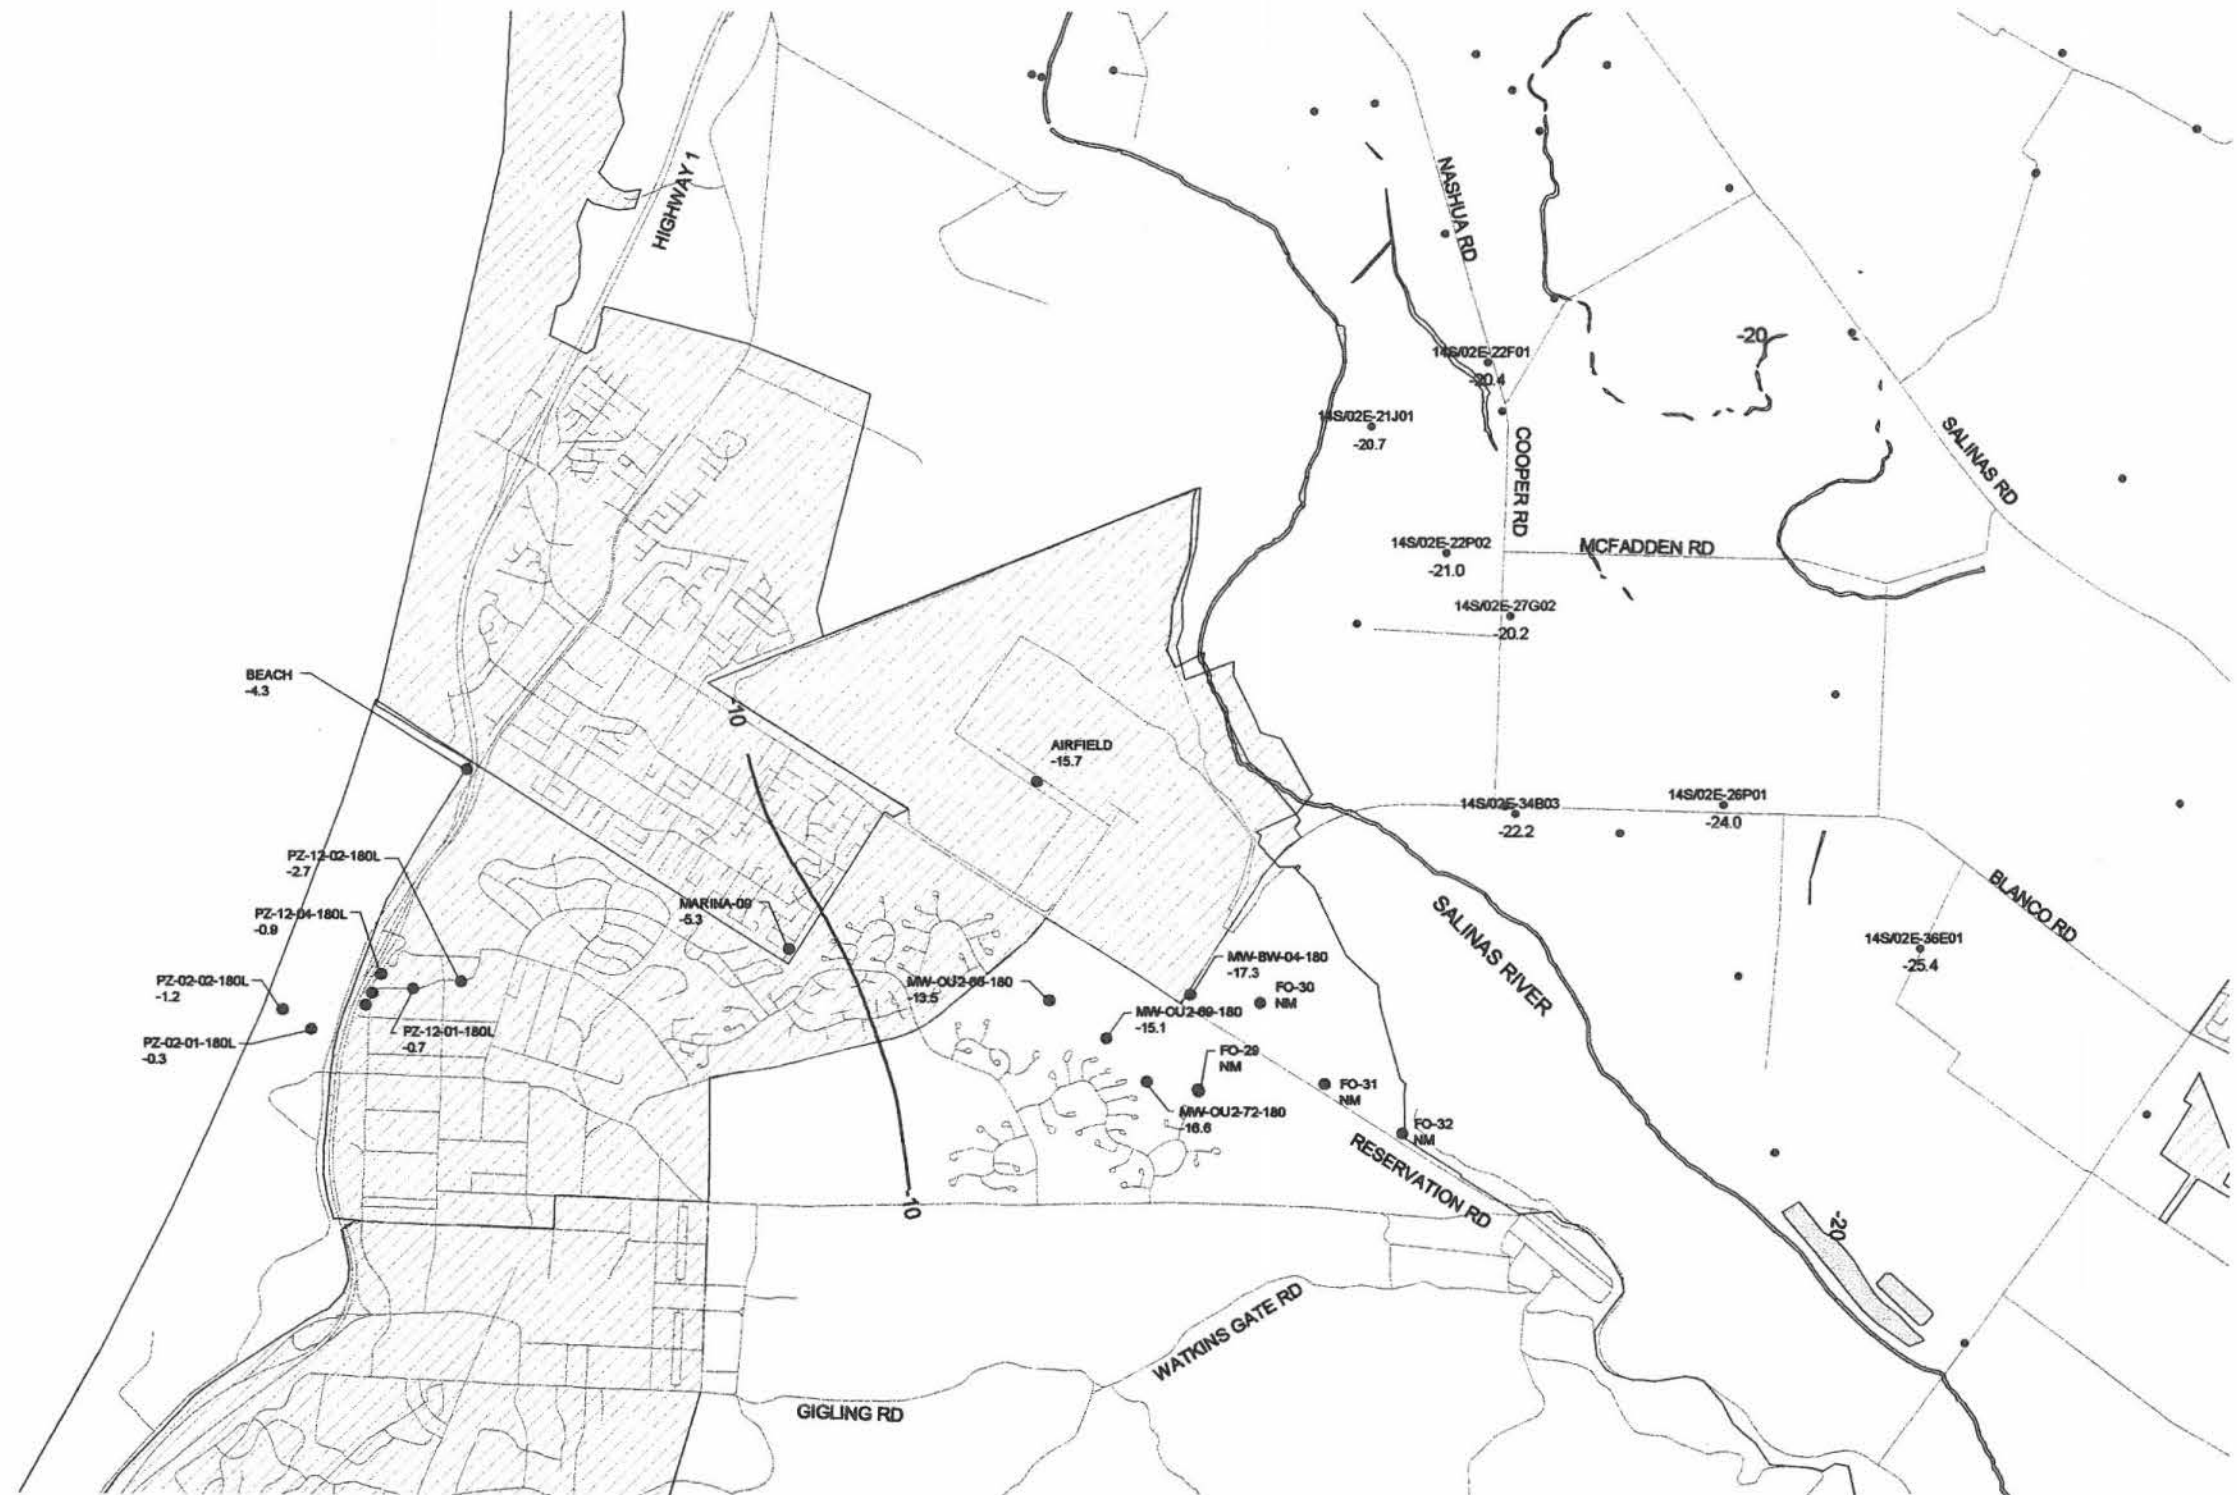 HIGHWAY 1
NASHUA RD
-20
14S/02E-22F01
-20.4
14S/02E-21J01
-20.7
COOPER RD
SALINAS RD
14S/02E-22P02
-21.0
MCFADDEN RD
14S/02E-27G02
-20.2
BEACH
-4.3
-10
AIRFIELD
-15.7
14S/02E-34B03
-22.2
14S/02E-26P01
-24.0
PZ-12-02-180L
-2.7
PZ-12-04-180L
-0.9
MARINA-09
-5.3
SALINAS RIVER
BLANCO RD
14S/02E-36E01
-25.4
PZ-02-02-180L
-1.2
MW-OU2-66-180
-13.5
MW-BW-04-180
-17.3
FO-30
NM
MW-OU2-69-180
-15.1
PZ-02-01-180L
-0.3
PZ-12-01-180L
-0.7
FO-29
NM
FO-31
NM
MW-OU2-72-180
-16.6
FO-32
NM
RESERVATION RD
-10
-20
WATKINS GATE RD
GIGLING RD